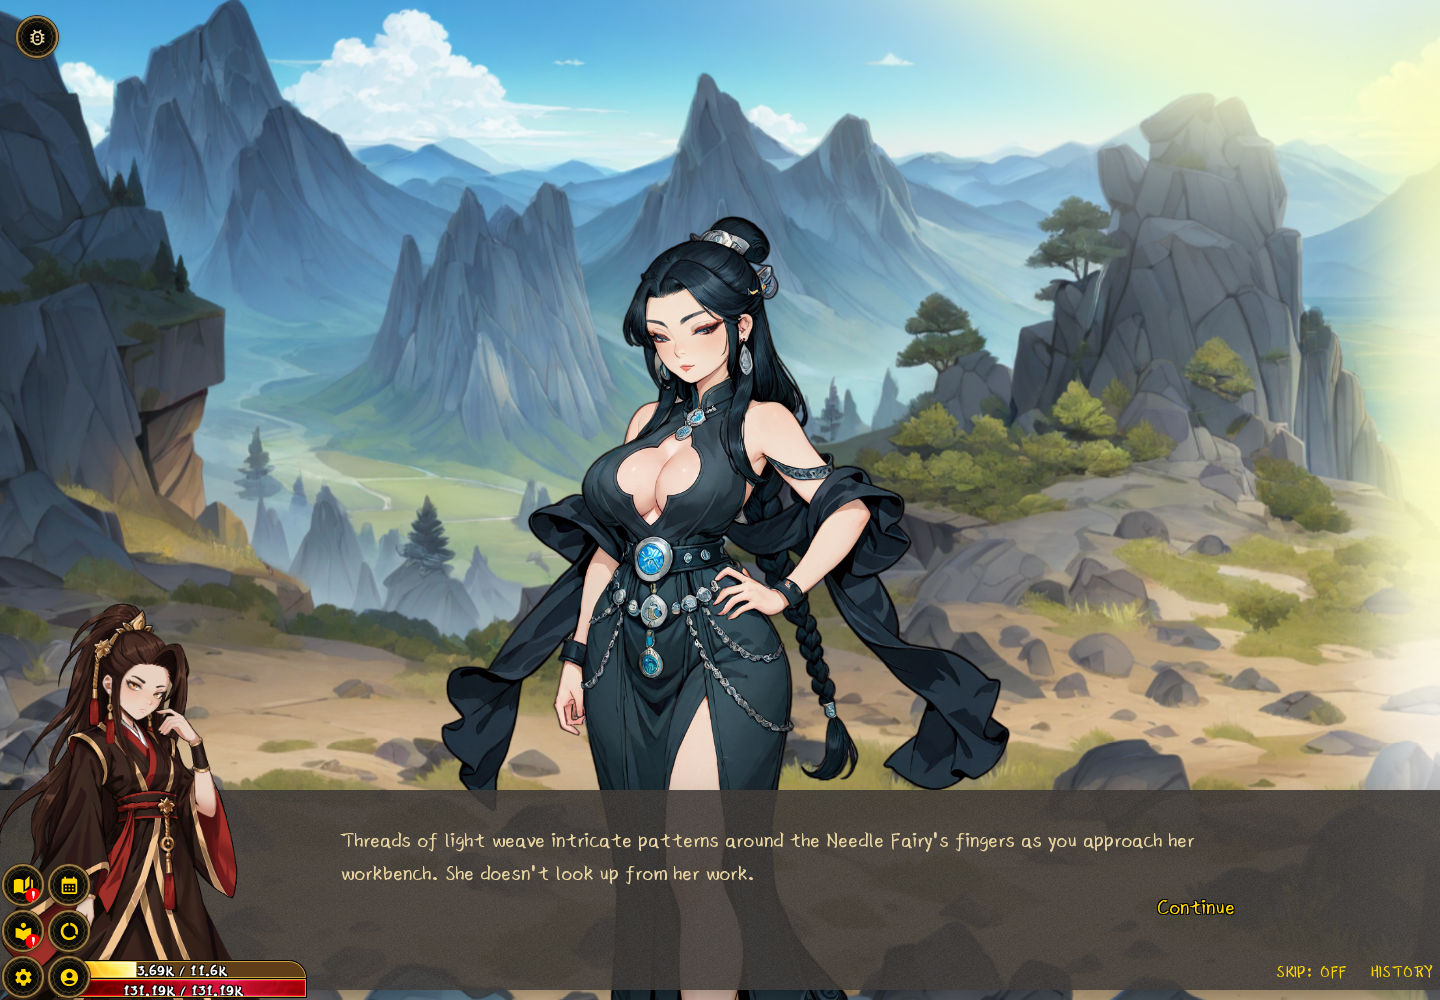 Threads of light weave intricate patterns around the Needle Fairy's fingers as you approach her
workbench. She doesn't look up from her work.
Continue
3.69K / 11.6K
131.19K / 131.19K
SKIP: OFF HISTORY